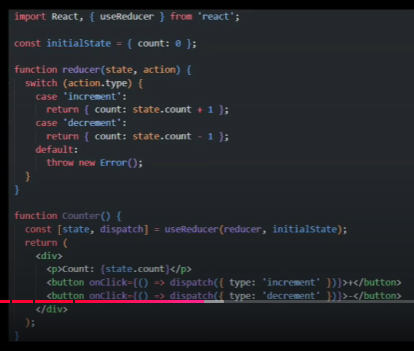 import React, { useReducer } from 'react';
const initialState = { count: 0 };
function reducer(state, action) {
switch (action.type) {
case 'increment':
return { count: state.count + 1 };
case 'decrement':
return { count: state.count - 1 };
default:
throw new Error();
}
}
function Counter() {
const [state, dispatch] = useReducer(reducer, initialState);
return (
<div>
<p>Count: {state.count}</p>
<button onClick={() => dispatch({ type: 'increment' })}>+</button>
<button onClick={() => dispatch({ type: 'decrement' })}>-</button>
</div>
);
}